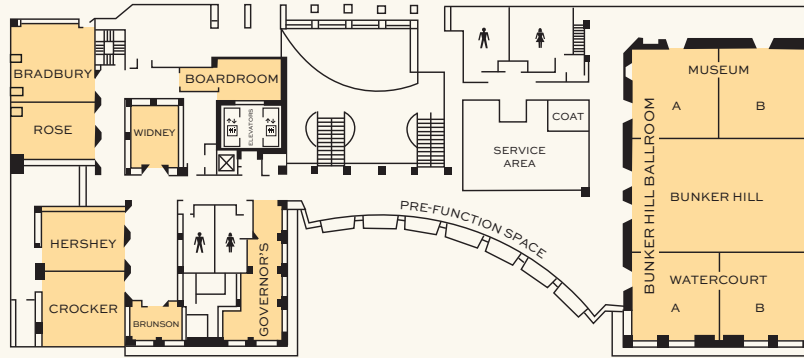 BRADBURY
ROSE
WIDNEY
BOARDROOM
ELEVATORS
COAT
SERVICE
AREA
MUSEUM
A
B
BUNKER HILL BALLROOM
BUNKER HILL
WATERCOURT
A
B
PRE-FUNCTION SPACE
HERSHEY
CROCKER
BRUNSON
GOVERNOR'S